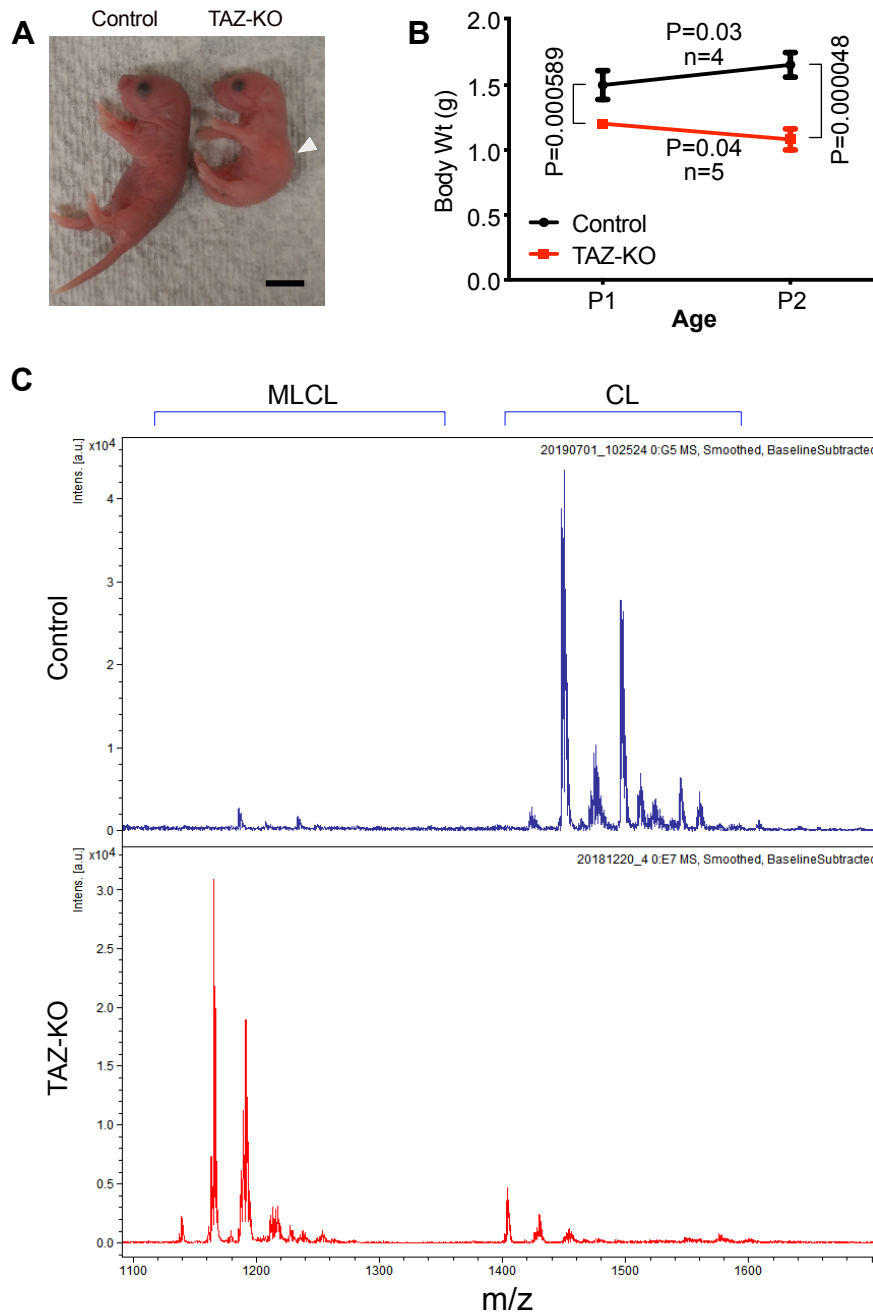 A
Control TAZ-KO
B
Body Wt (g)
2.0
1.5
1.0
0.5
0.0
P=0.000589
P=0.03
n=4
P=0.04
n=5
P=0.000048
Control
TAZ-KO
P1 P2
Age
C
MLCL CL
Control
Intens. [a.u.]
x10⁴
20190701_102524 0:G5 MS, Smoothed, BaselineSubtracted
4
3
2
1
0
TAZ-KO
Intens. [a.u.]
x10⁴
20181220_4 0:E7 MS, Smoothed, BaselineSubtracted
3.0
2.5
2.0
1.5
1.0
0.5
0.0
1100 1200 1300 1400 1500 1600
m/z